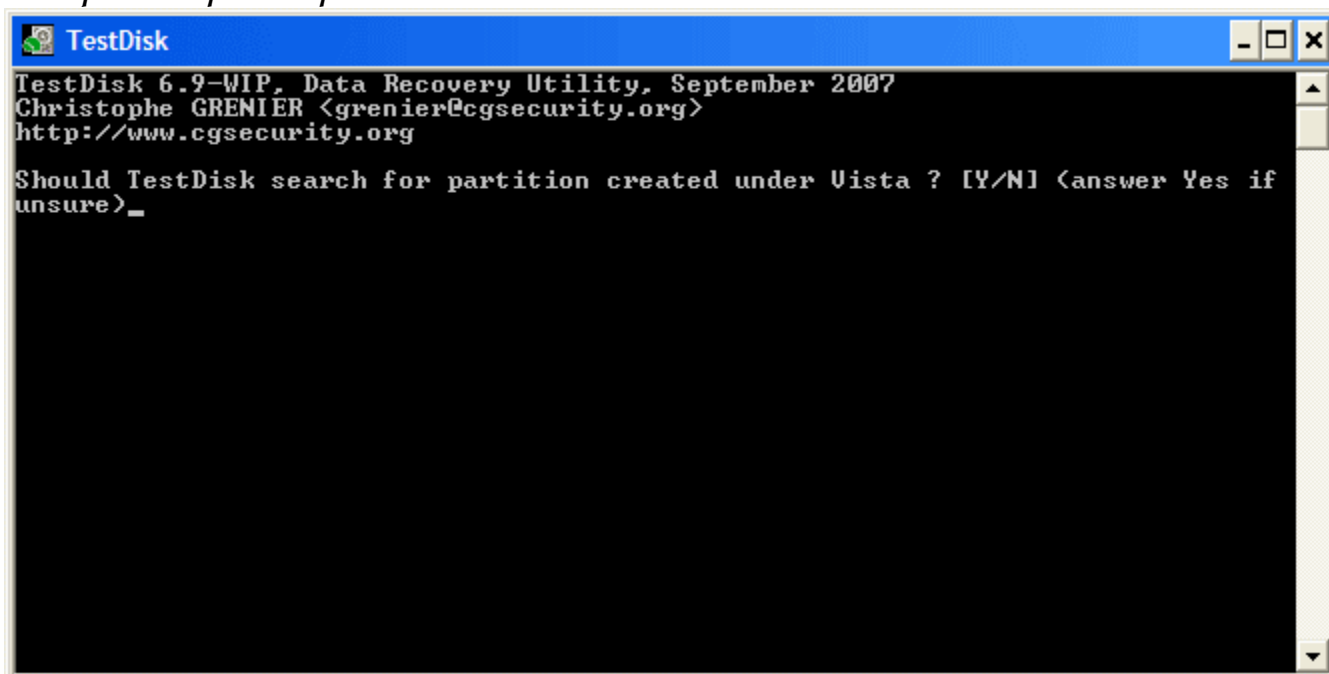 TestDisk
TestDisk 6.9-WIP, Data Recovery Utility, September 2007
Christophe GRENIER <grenier@cgsecurity.org>
http://www.cgsecurity.org
Should TestDisk search for partition created under Vista ? [Y/N] (answer Yes if
unsure)_